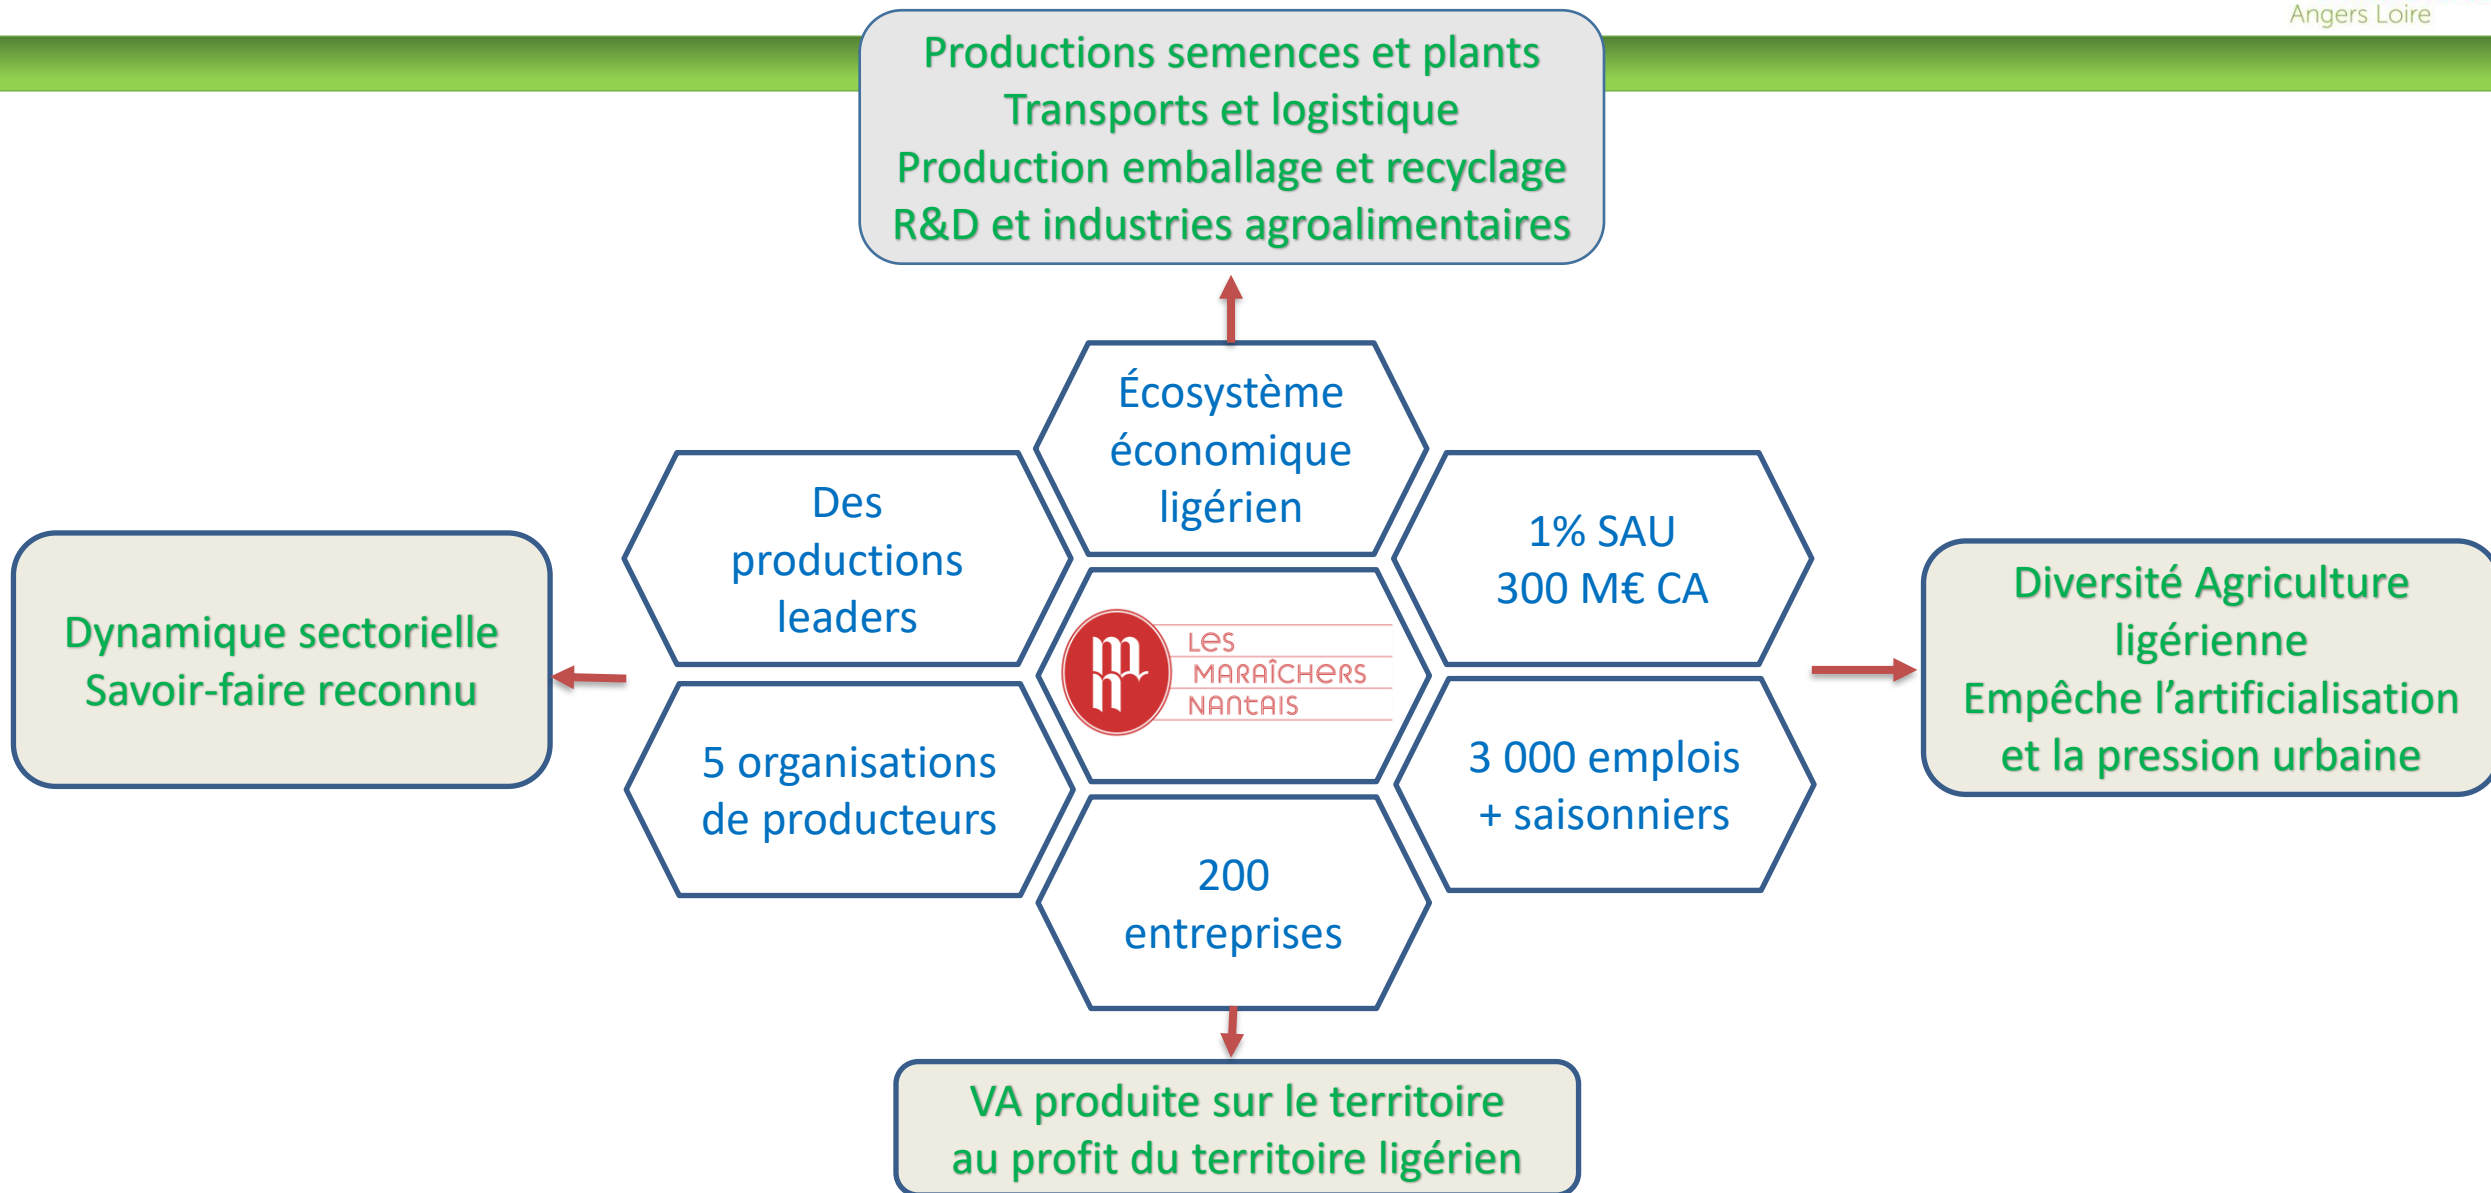 Angers Loire
Productions semences et plants
Transports et logistique
Production emballage et recyclage
R&D et industries agroalimentaires
Écosystème
économique
ligérien
Des
productions
leaders
1% SAU
300 M€ CA
Dynamique sectorielle
Savoir-faire reconnu
LES
MARAÎCHERS
NANTAIS
Diversité Agriculture
ligérienne
Empêche l’artificialisation
et la pression urbaine
5 organisations
de producteurs
3 000 emplois
+ saisonniers
200
entreprises
VA produite sur le territoire
au profit du territoire ligérien